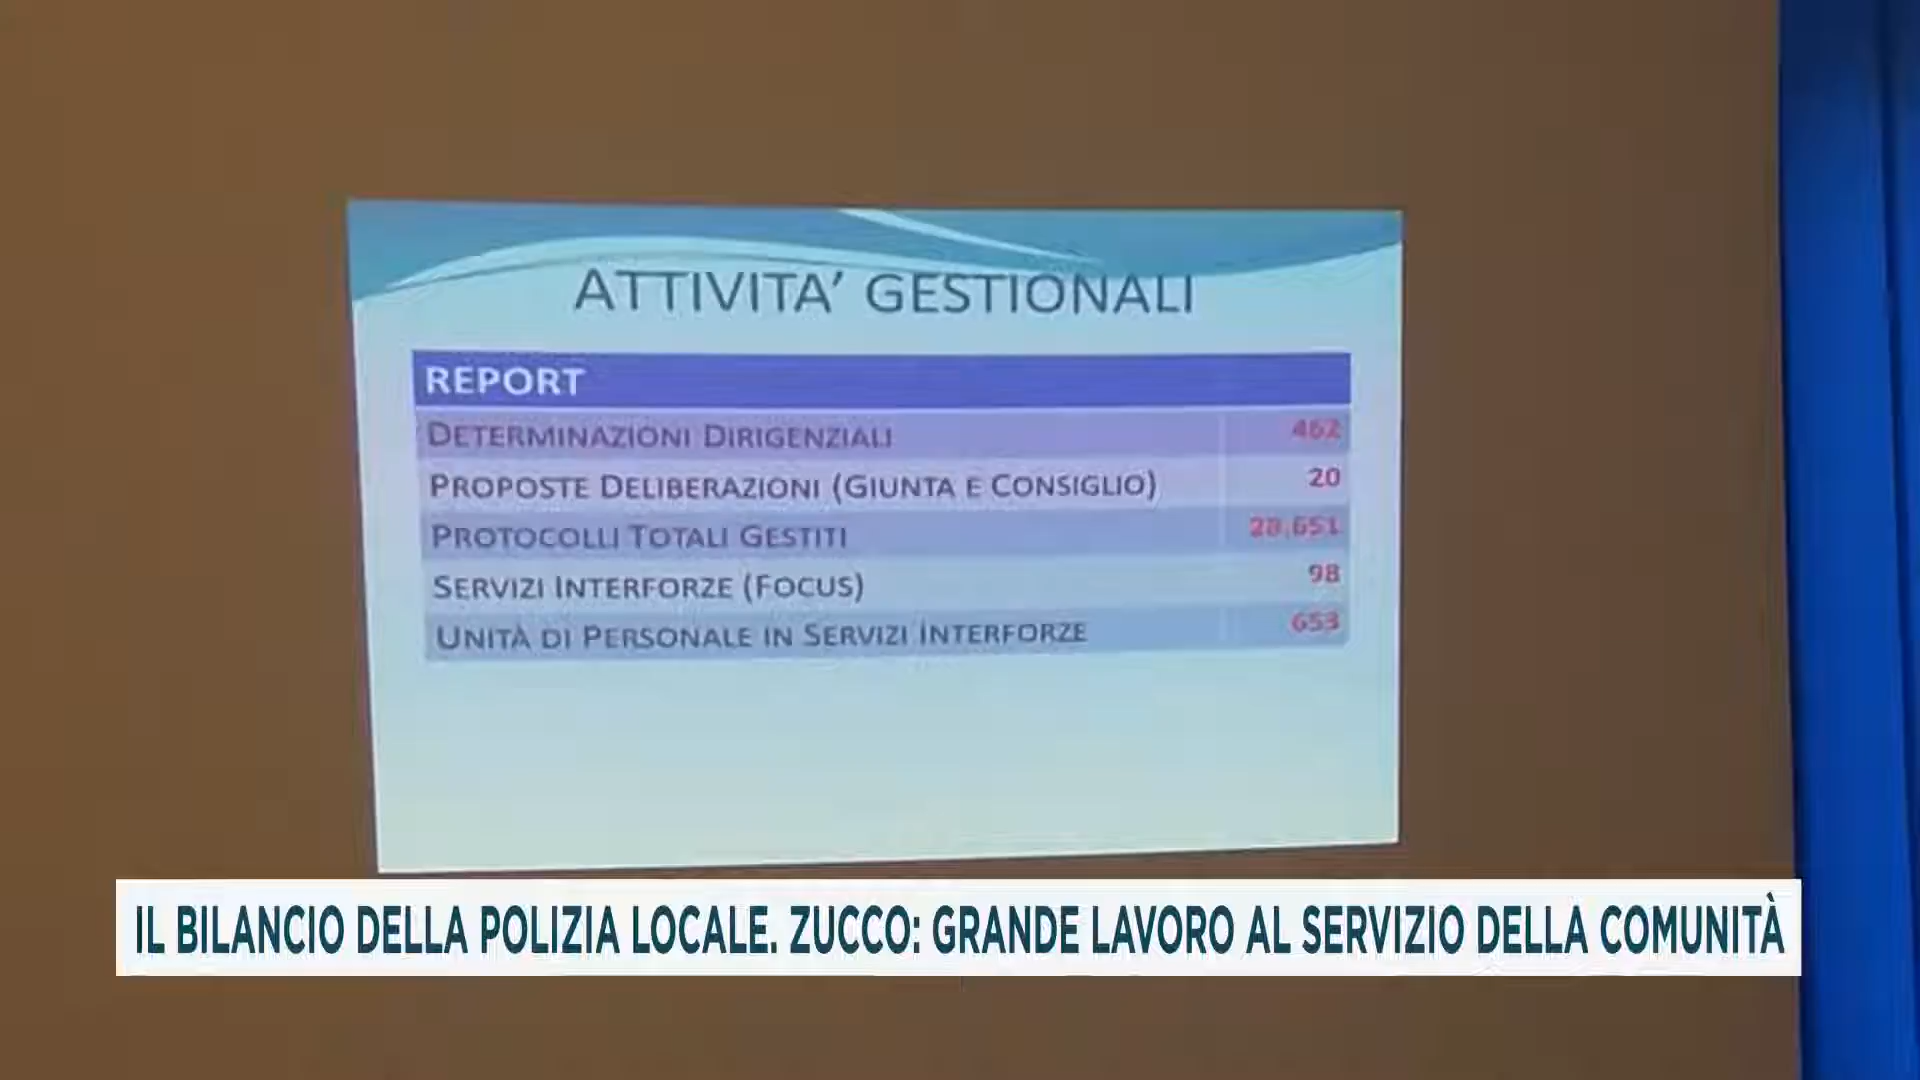 ATTIVITA' GESTIONALI
REPORT
DETERMINAZIONI DIRIGENZIALI 462
PROPOSTE DELIBERAZIONI (GIUNTA E CONSIGLIO) 20
PROTOCOLLI TOTALI GESTITI 28.651
SERVIZI INTERFORZE (FOCUS) 98
UNITÀ DI PERSONALE IN SERVIZI INTERFORZE 653
IL BILANCIO DELLA POLIZIA LOCALE. ZUCCO: GRANDE LAVORO AL SERVIZIO DELLA COMUNITÀ